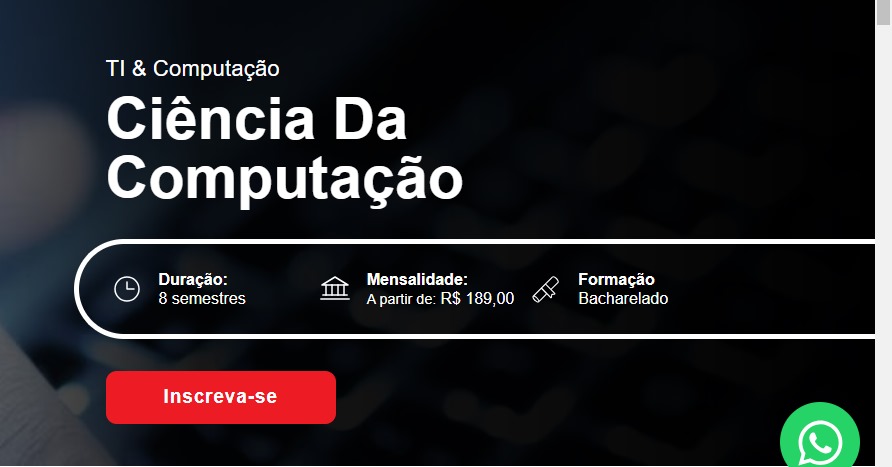 TI & Computação
Ciência Da
Computação
Duração:
8 semestres
Mensalidade:
A partir de: R$ 189,00
Formação
Bacharelado
Inscreva-se